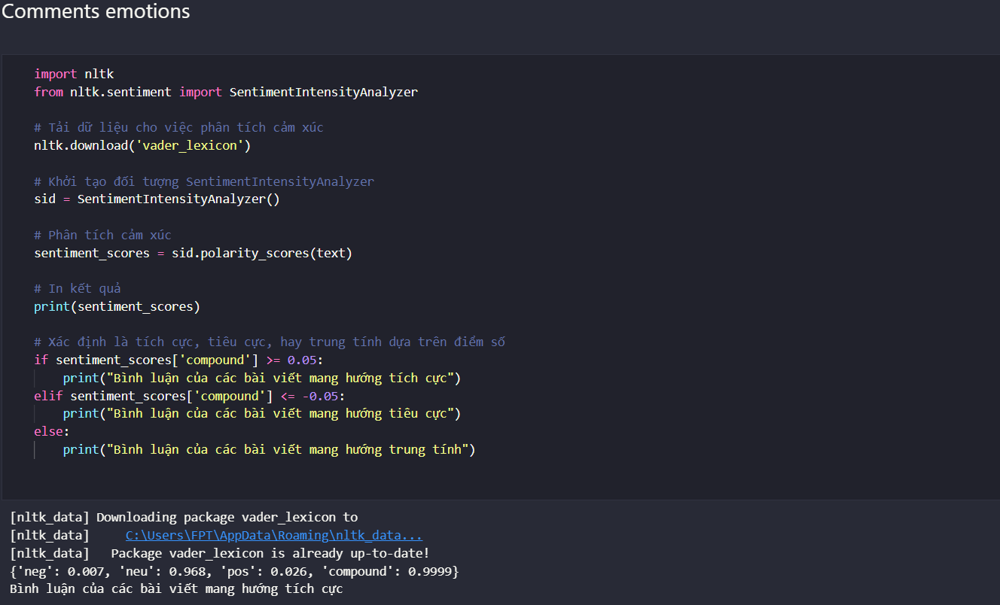 Comments emotions
import nltk
from nltk.sentiment import SentimentIntensityAnalyzer
# Tải dữ liệu cho việc phân tích cảm xúc
nltk.download('vader_lexicon')
# Khởi tạo đối tượng SentimentIntensityAnalyzer
sid = SentimentIntensityAnalyzer()
# Phân tích cảm xúc
sentiment_scores = sid.polarity_scores(text)
# In kết quả
print(sentiment_scores)
# Xác định là tích cực, tiêu cực, hay trung tính dựa trên điểm số
if sentiment_scores['compound'] >= 0.05:
    print("Bình luận của các bài viết mang hướng tích cực")
elif sentiment_scores['compound'] <= -0.05:
    print("Bình luận của các bài viết mang hướng tiêu cực")
else:
    print("Bình luận của các bài viết mang hướng trung tính")
[nltk_data] Downloading package vader_lexicon to
[nltk_data]     C:\Users\FPT\AppData\Roaming\nltk_data...
[nltk_data]   Package vader_lexicon is already up-to-date!
{'neg': 0.007, 'neu': 0.968, 'pos': 0.026, 'compound': 0.9999}
Bình luận của các bài viết mang hướng tích cực